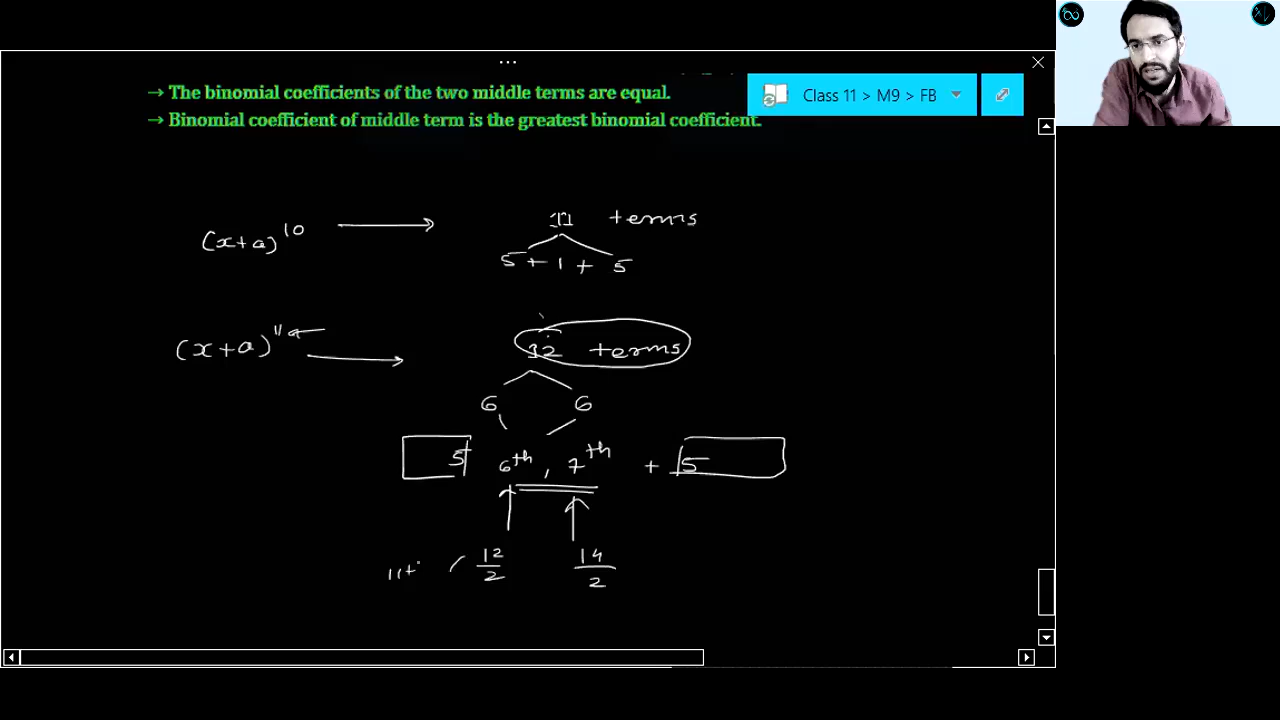 → The binomial coefficients of the two middle terms are equal.
Class 11 > M9 > FB
→ Binomial coefficient of middle term is the greatest binomial coefficient.
(x+a)^10 → 11 terms
5 + 1 + 5
(x+a)^11 → 12 terms
6 6
5 6th, 7th + 5
11+ 12/2 14/2